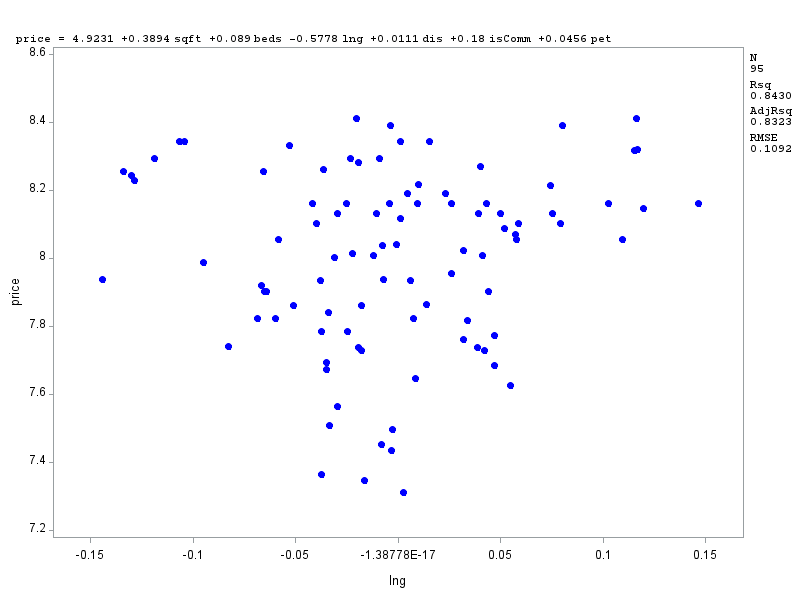 price = 4.9231 +0.3894 sqft +0.089 beds -0.5778 lng +0.0111 dis +0.18 isComm +0.0456 pet
N
95
Rsq
0.8430
AdjRsq
0.8323
RMSE
0.1092
8.6
8.4
8.2
8
7.8
7.6
7.4
7.2
price
-0.15
-0.1
-0.05
-1.38778E-17
0.05
0.1
0.15
lng